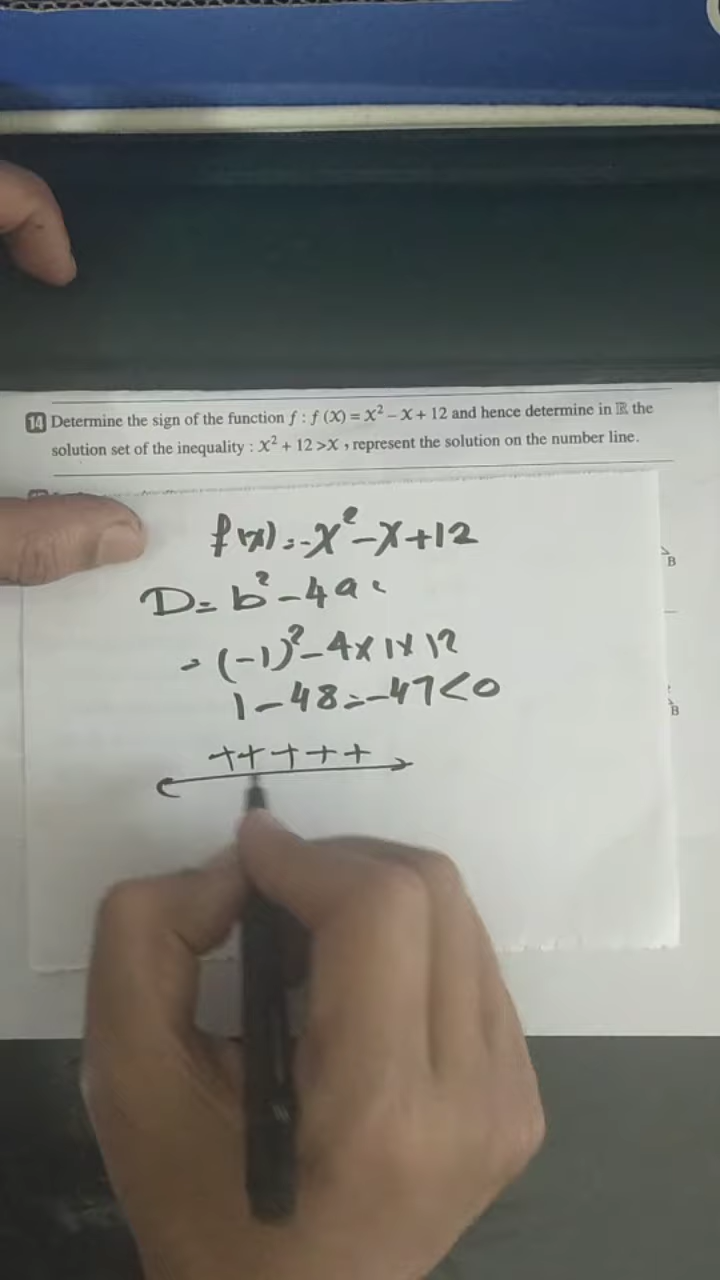 14 Determine the sign of the function f : f (X) = X² – X + 12 and hence determine in ℝ the
solution set of the inequality : X² + 12 >X , represent the solution on the number line.
f(x) = -x² - x + 12
D = b² - 4ac
= (-1)² - 4 × 1 × 12
1 - 48 = -47 < 0
+ + + + +
B
B